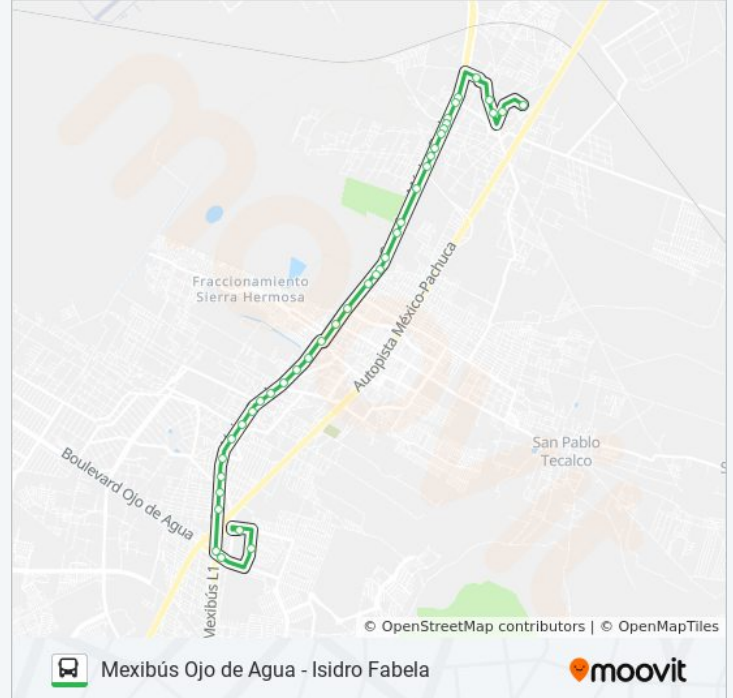 Fraccionamiento
Sierra Hermosa
Autopista México-Pachuca
San Pablo
Tecalco
Boulevard Ojo de Agua
Mexibús L1
© OpenStreetMap contributors | © OpenMapTiles
Mexibús Ojo de Agua - Isidro Fabela
moovit